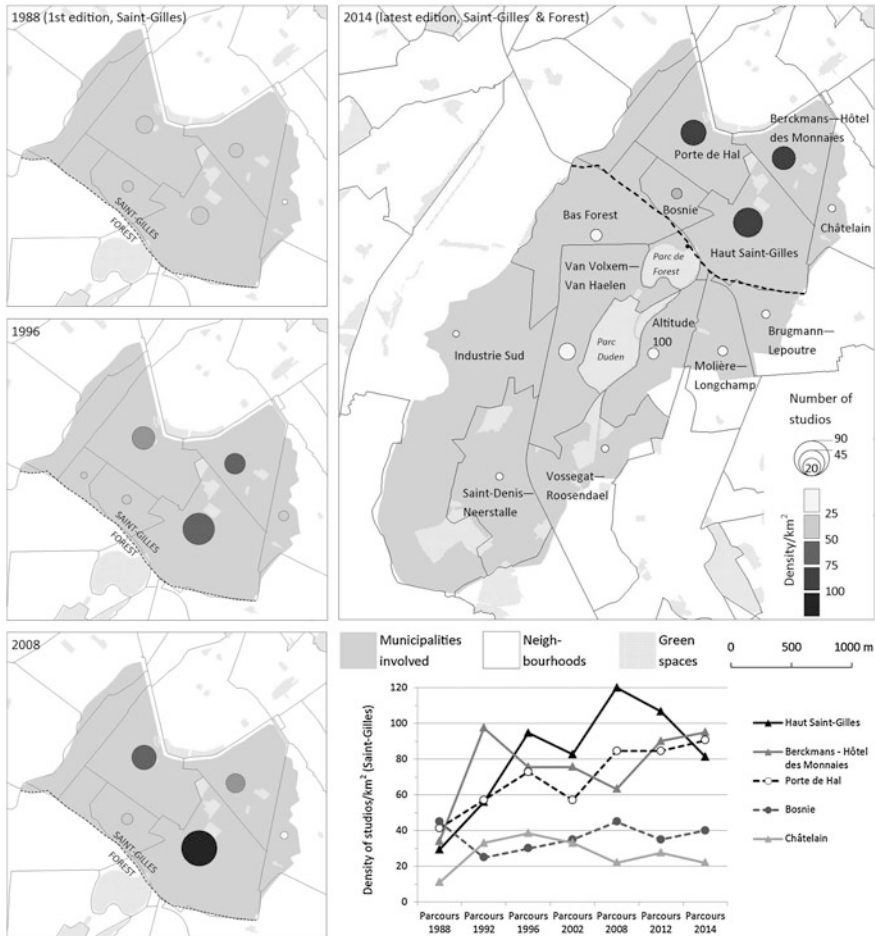 1988 (1st edition, Saint-Gilles)
SAINT-GILLES
FOREST
1996
SAINT-GILLES
FOREST
2008
SAINT-GILLES
FOREST
2014 (latest edition, Saint-Gilles & Forest)
Berckmans—Hôtel
des Monnaies
Porte de Hal
Bosnie
Châtelain
Bas Forest
Haut Saint-Gilles
Parc de
Forest
Van Volxem—
Van Haelen
Altitude
100
Brugmann—
Lepoutre
Parc
Duden
Industrie Sud
Molière—
Longchamp
Saint-Denis—
Neerstalle
Vossegat—
Roosendael
Number of
studios
90
45
20
Density/km²
25
50
75
100
Municipalities
involved
Neigh-
bourhoods
Green
spaces
0 500 1000 m
Density of studios/km² (Saint-Gilles)
120
100
80
60
40
20
0
Parcours Parcours Parcours Parcours Parcours Parcours Parcours
1988 1992 1996 2002 2008 2012 2014
Haut Saint-Gilles
Berckmans - Hôtel
des Monnaies
Porte de Hal
Bosnie
Châtelain